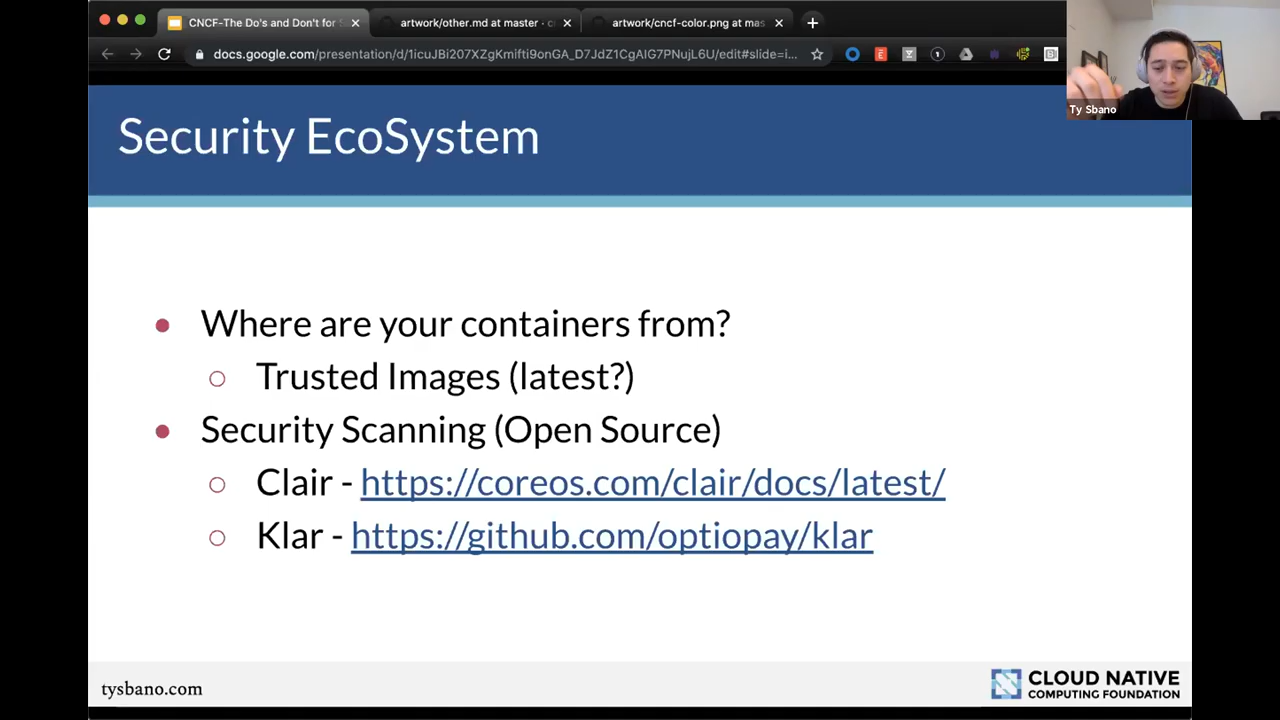 CNCF-The Do's and Don't for S
artwork/other.md at master · c
artwork/cncf-color.png at mas
docs.google.com/presentation/d/1icuJBi207XZgKmifti9onGA_D7JdZ1CgAIG7PNujL6U/edit#slide=i...
Ty Sbano
Security EcoSystem
Where are your containers from?
Trusted Images (latest?)
Security Scanning (Open Source)
Clair - https://coreos.com/clair/docs/latest/
Klar - https://github.com/optiopay/klar
tysbano.com
CLOUD NATIVE
COMPUTING FOUNDATION